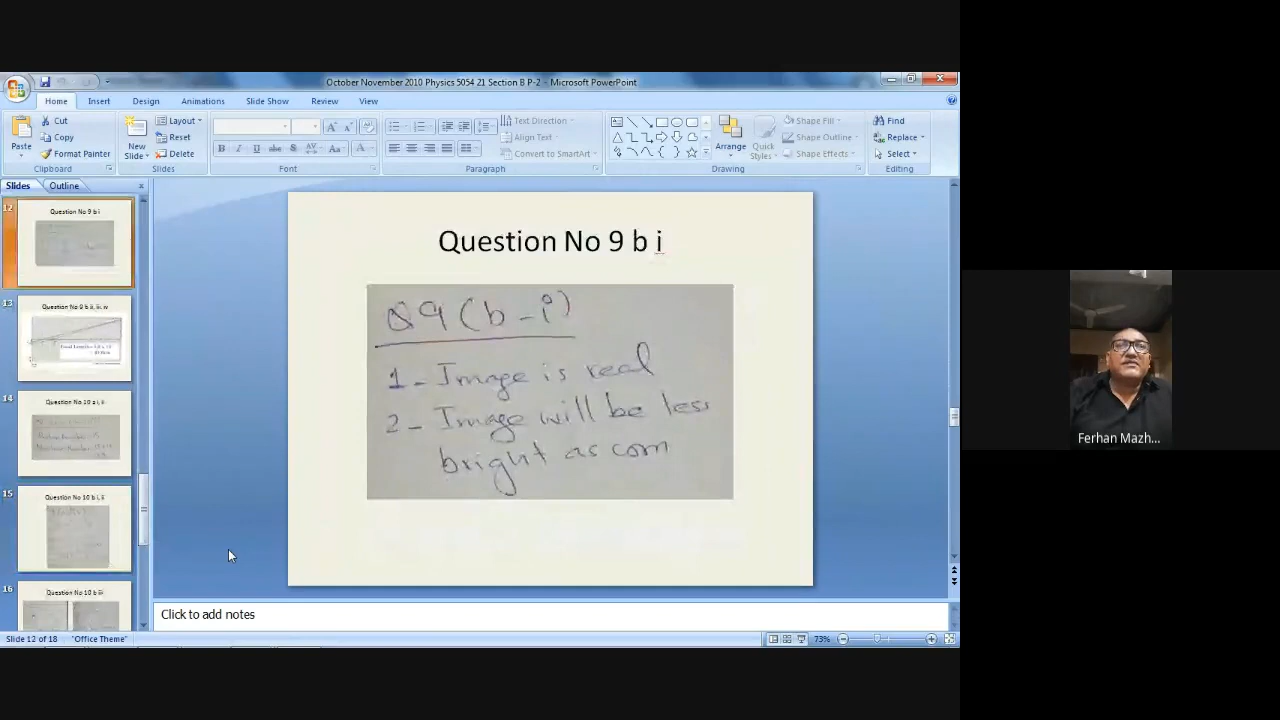 October November 2010 Physics 5054 21 Section B P-2 - Microsoft PowerPoint
Home Insert Design Animations Slide Show Review View
Paste
Cut
Copy
Format Painter
Clipboard
New Slide
Layout
Reset
Delete
Slides
Font
Paragraph
Text Direction
Align Text
Convert to SmartArt
Arrange
Quick Styles
Shape Fill
Shape Outline
Shape Effects
Drawing
Find
Replace
Select
Editing
Slides Outline
12
Question No 9 b i
13
Question No 9 b ii, iii, iv
14
Question No 10 a i, ii
15
Question No 10 b i, ii
16
Question No 10 b iii
Question No 9 b i
Q9 (b-i)
1- Image is real
2- Image will be less
bright as com
Click to add notes
Slide 12 of 18 "Office Theme" 73%
Ferhan Mazh...